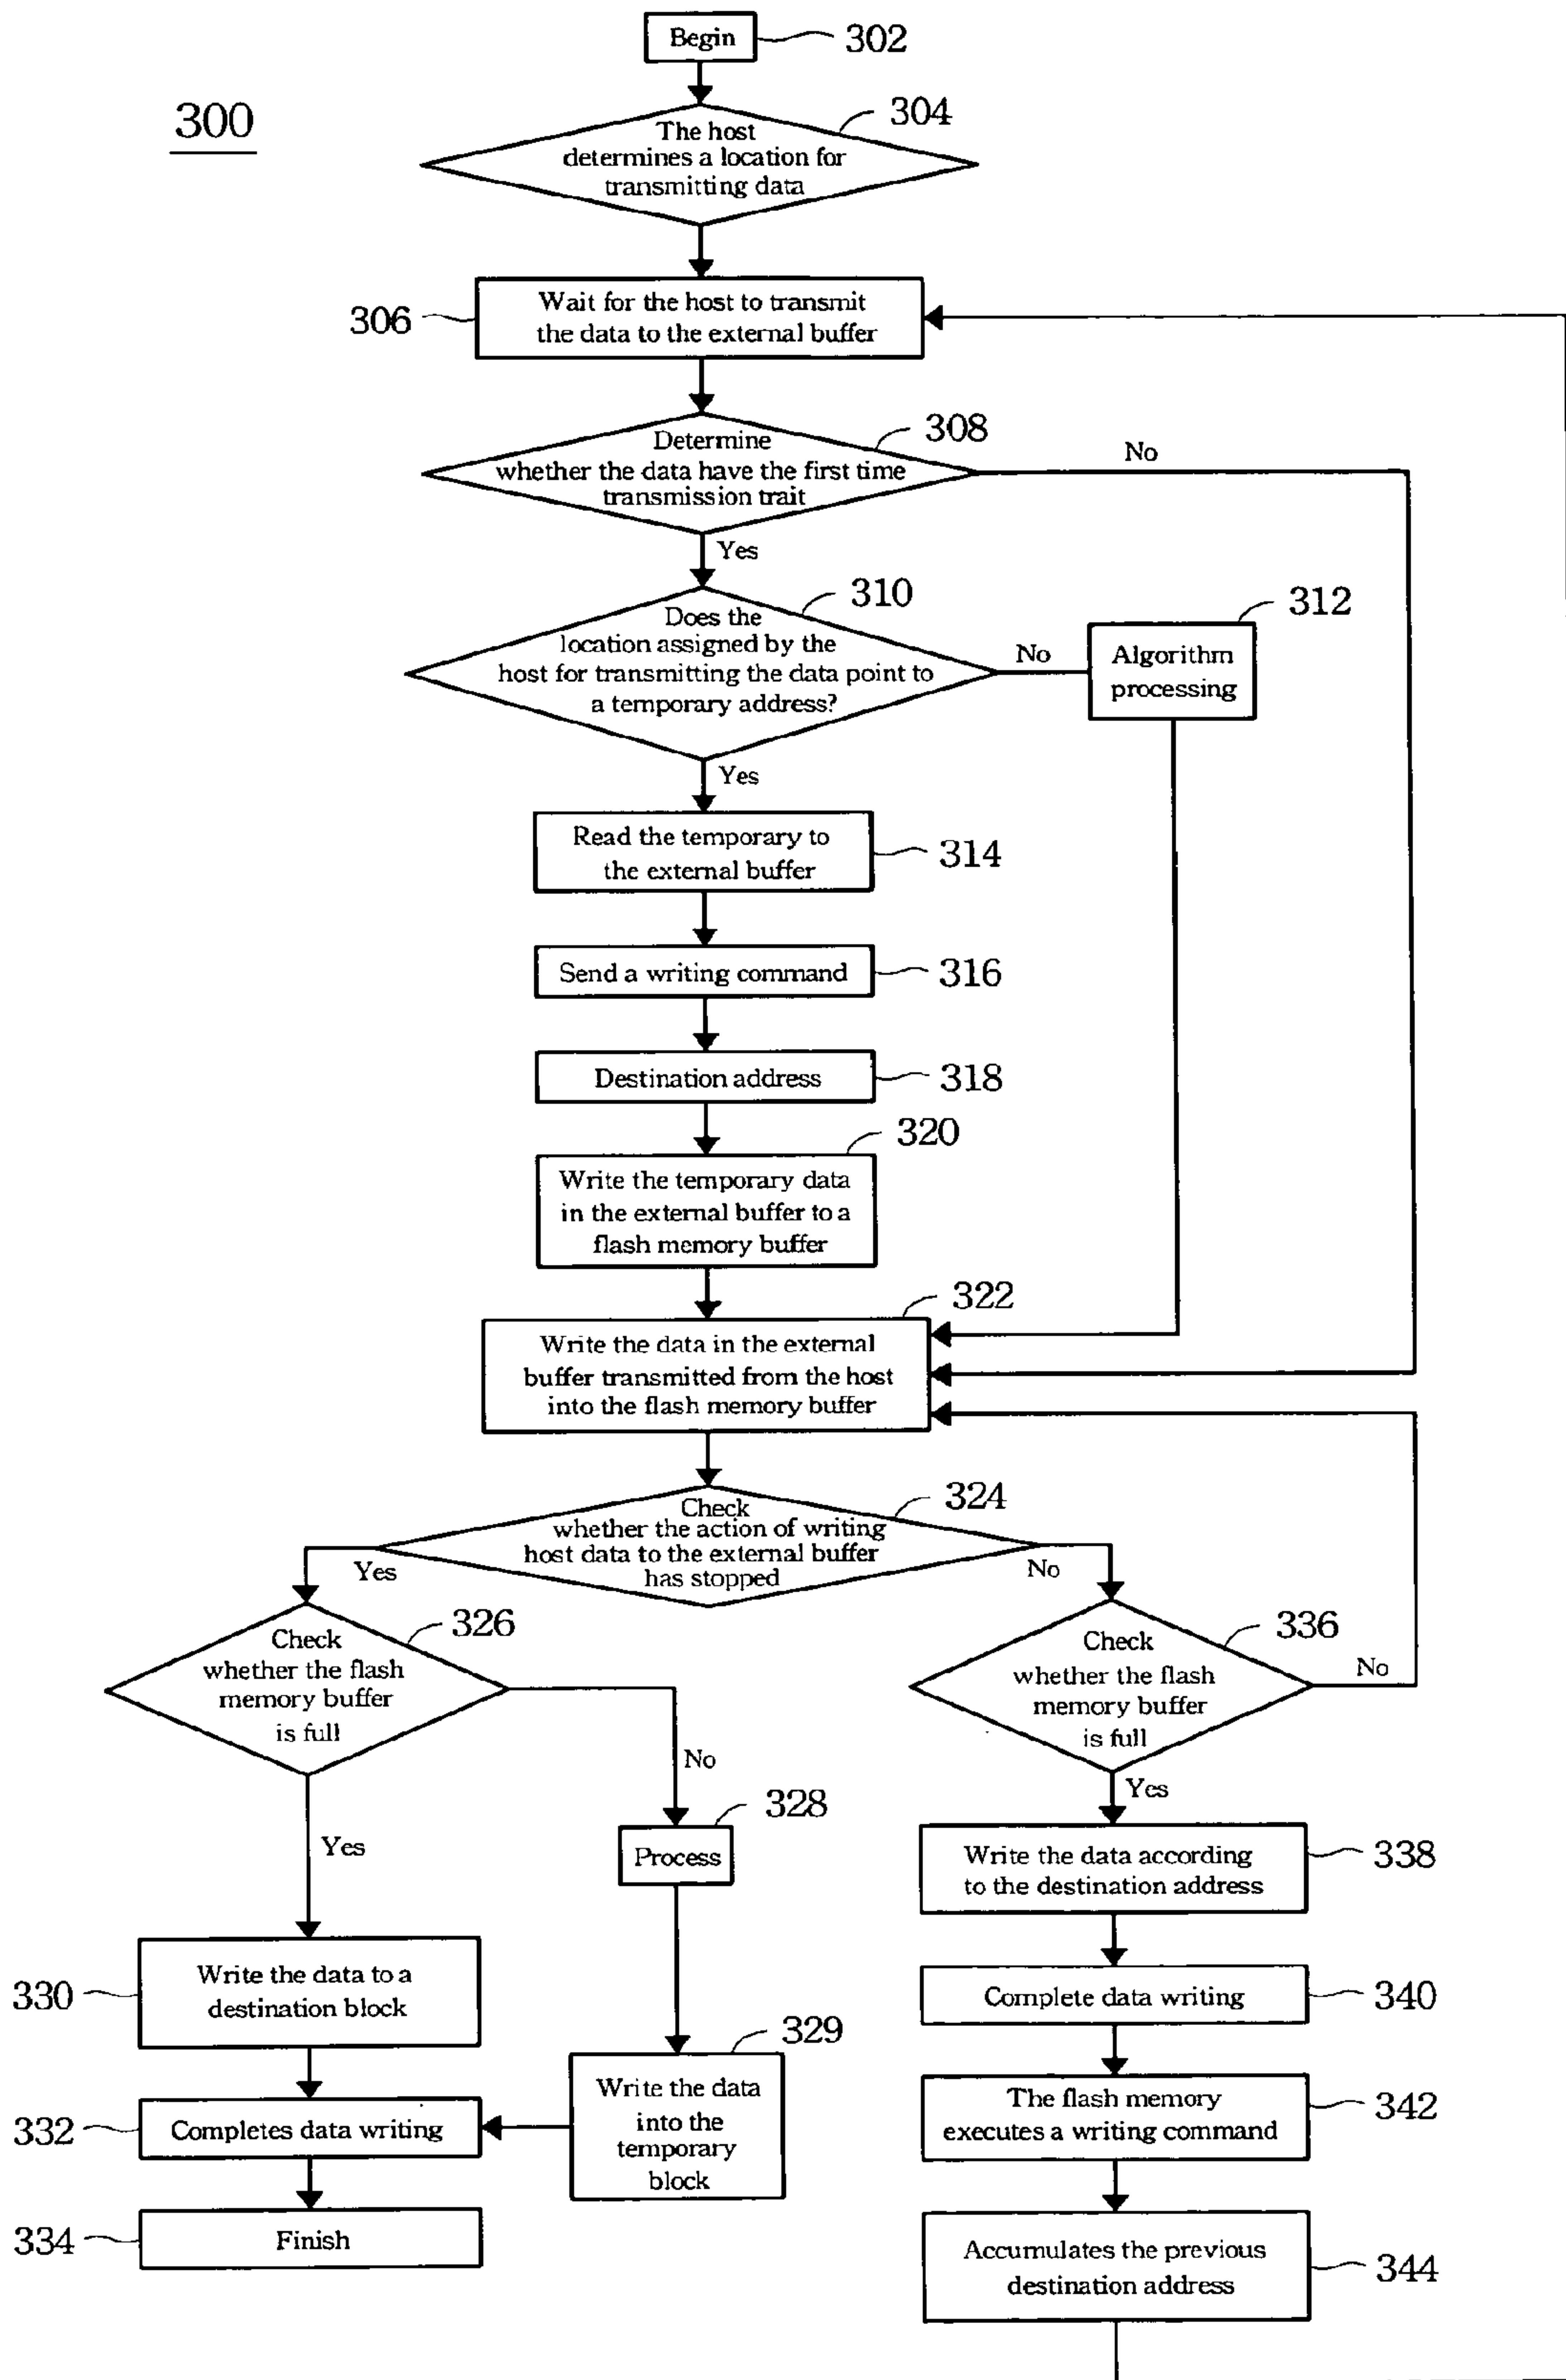 300
Begin
302
The host
determines a location for
transmitting data
304
Wait for the host to transmit
the data to the external buffer
306
Determine
whether the data have the first time
transmission trait
308
No
Yes
Does the
location assigned by the
host for transmitting the data point to
a temporary address?
310
No
Algorithm
processing
312
Yes
Read the temporary to
the external buffer
314
Send a writing command
316
Destination address
318
Write the temporary data
in the external buffer to a
flash memory buffer
320
Write the data in the external
buffer transmitted from the host
into the flash memory buffer
322
Check
whether the action of writing
host data to the external buffer
has stopped
324
Yes
No
Check
whether the flash
memory buffer
is full
326
No
Process
328
Yes
Write the data to a
destination block
330
Write the data
into the
temporary
block
329
Completes data writing
332
Finish
334
Check
whether the flash
memory buffer
is full
336
No
Yes
Write the data according
to the destination address
338
Complete data writing
340
The flash memory
executes a writing command
342
Accumulates the previous
destination address
344